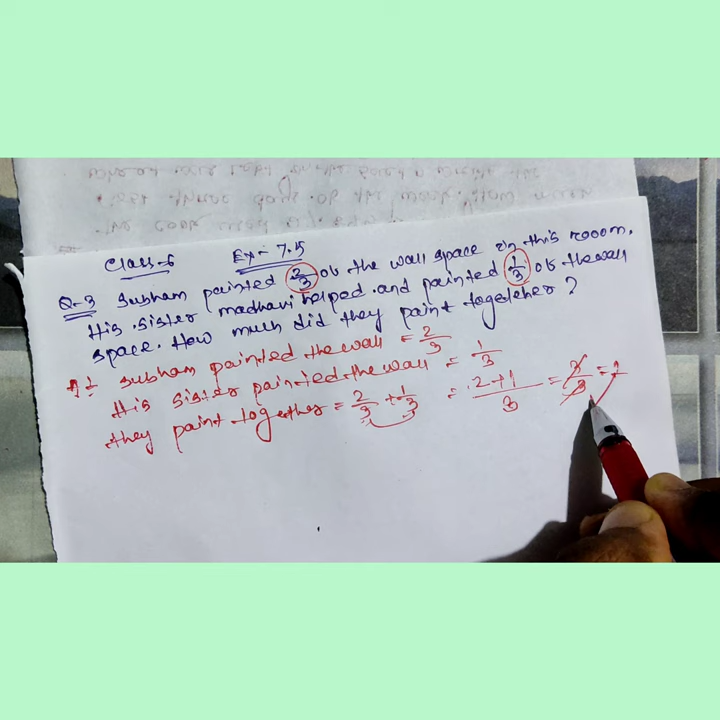 Class-6 Ex-7.5
Q-3 Subham painted 2/3 of the wall space in this rooom.
His sister madhavi helped and painted 1/3 of the wall
space. How much did they paint togeteher?
A÷ Subham painted the wall = 2/3
His sister painted the wall = 1/3
they paint together = 2/3 + 1/3 = 2+1/3 = 3/3 = 1